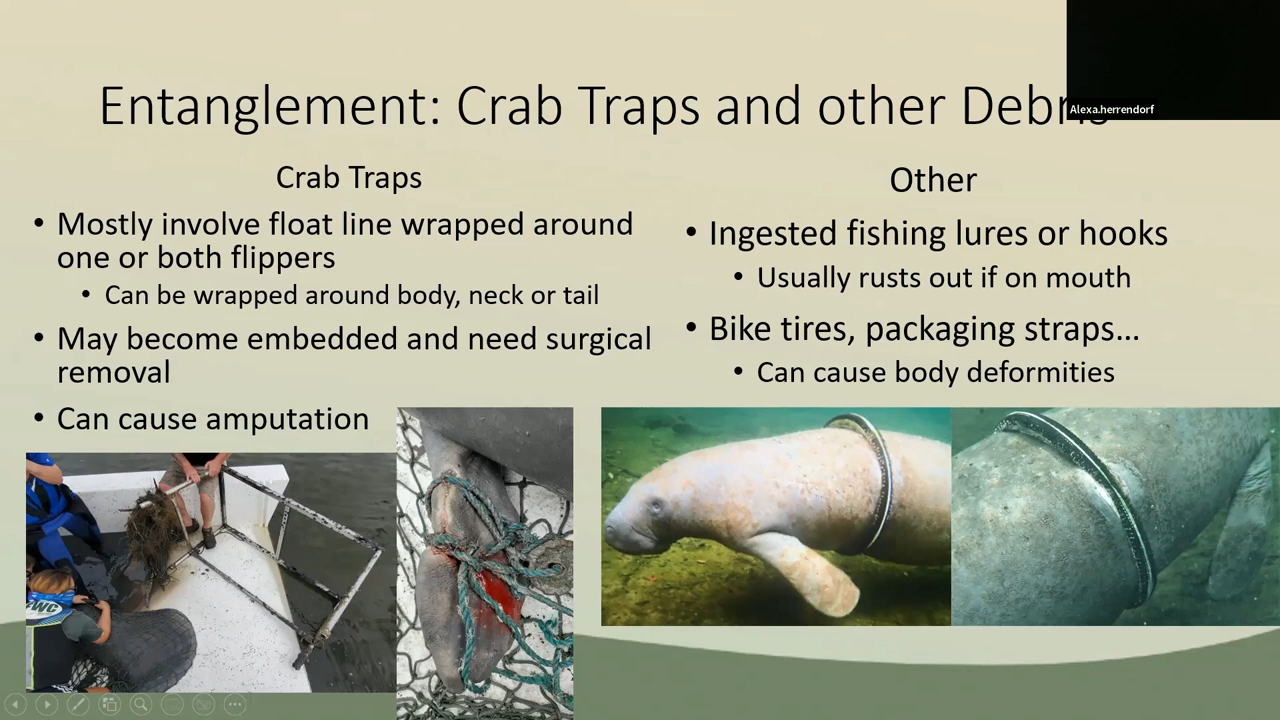 Alexa.herrendorf
Entanglement: Crab Traps and other Debris
Crab Traps
• Mostly involve float line wrapped around
one or both flippers
• Can be wrapped around body, neck or tail
• May become embedded and need surgical
removal
• Can cause amputation
Other
• Ingested fishing lures or hooks
• Usually rusts out if on mouth
• Bike tires, packaging straps...
• Can cause body deformities
FWC